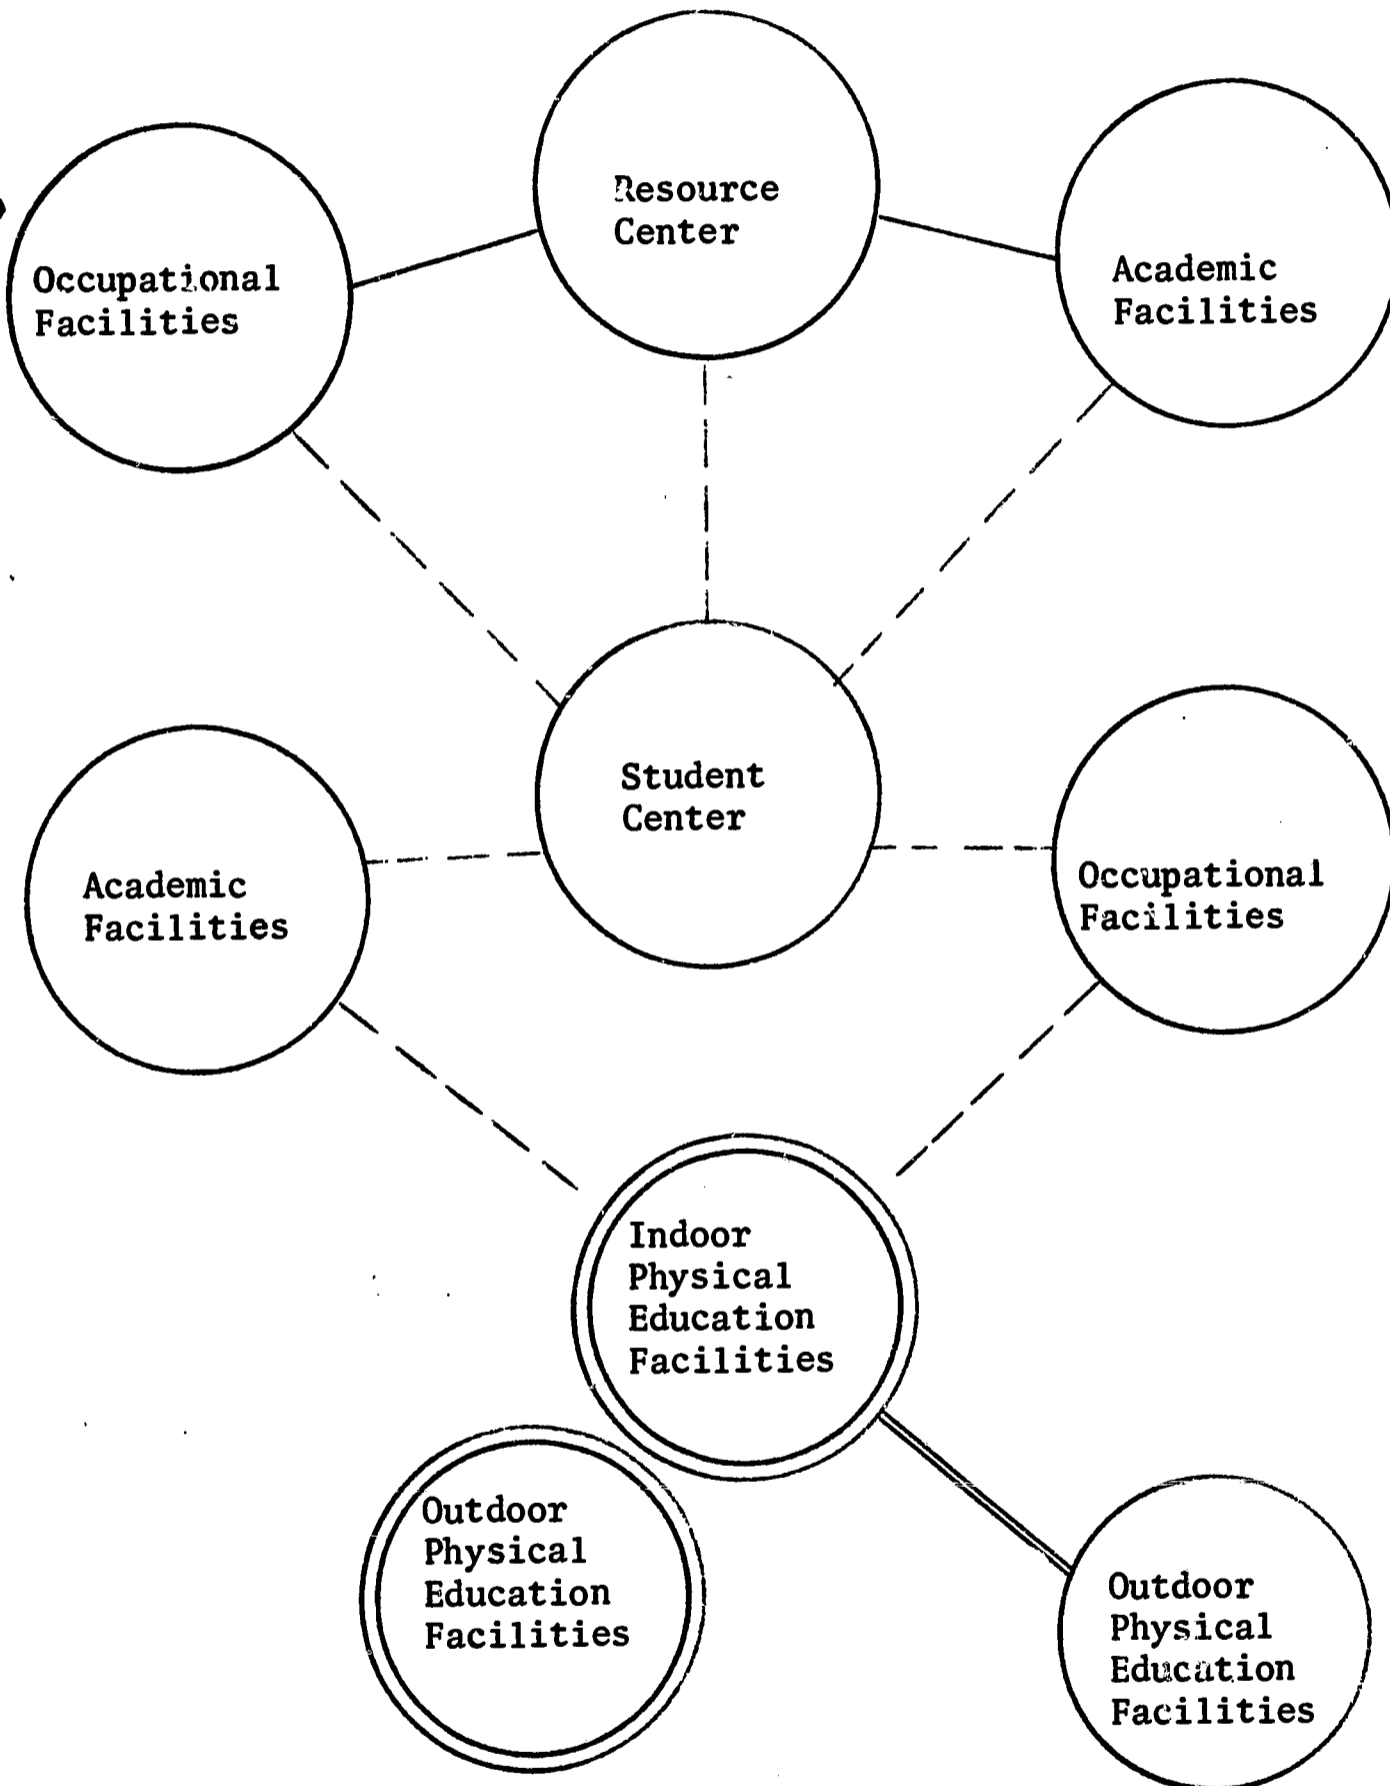 Resource
Center
Occupational
Facilities
Academic
Facilities
Student
Center
Academic
Facilities
Occupational
Facilities
Indoor
Physical
Education
Facilities
Outdoor
Physical
Education
Facilities
Outdoor
Physical
Education
Facilities